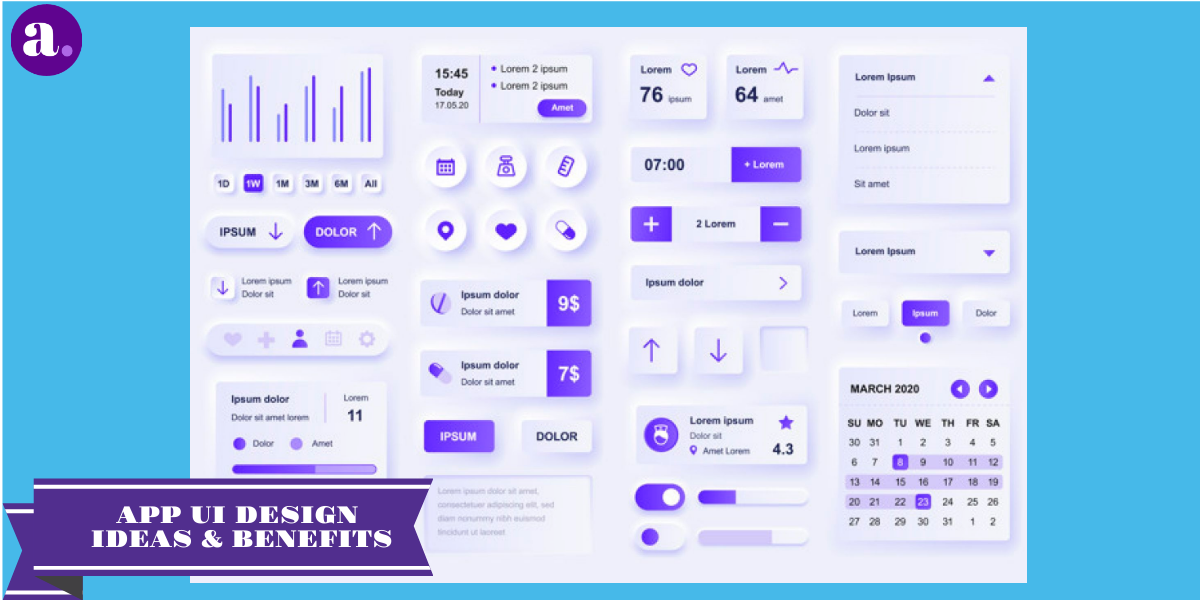 a.
1D 1W 1M 3M 6M All
IPSUM
DOLOR
Lorem ipsum
Dolor sit
Lorem ipsum
Dolor sit
Ipsum dolor
Dolor sit amet lorem
Lorem
11
Dolor
Amet
15:45
Today
17.05.20
Lorem 2 ipsum
Lorem 2 ipsum
Amet
Ipsum dolor
Dolor sit amet
9$
Ipsum dolor
Dolor sit amet
7$
IPSUM
DOLOR
Lorem ipsum dolor sit amet,
consectetuer adipiscing elit, sed
diam nonummy nibh euismod
tincidunt ut laoreet
Lorem
76 ipsum
Lorem
64 amet
07:00
+ Lorem
2 Lorem
Ipsum dolor
Lorem ipsum
Dolor sit
Amet Lorem
4.3
Lorem Ipsum
Dolor sit
Lorem ipsum
Sit amet
Lorem Ipsum
Lorem
Ipsum
Dolor
MARCH 2020
SU MO TU WE TH FR SA
30 31 1 2 3 4 5
6 7 8 9 10 11 12
13 14 15 16 17 18 19
20 21 22 23 24 25 26
27 28 29 30 31 1 2
APP UI DESIGN
IDEAS & BENEFITS